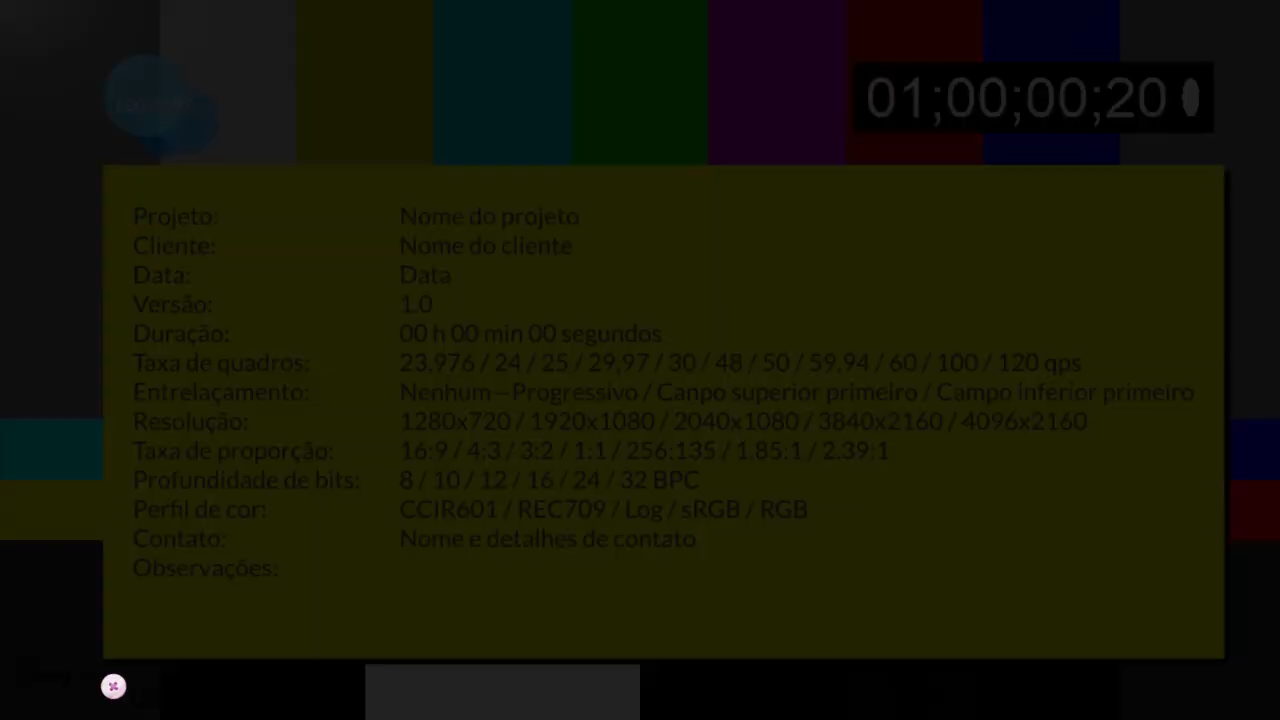 01;00;00;20
Projeto: Nome do projeto
Cliente: Nome do cliente
Data: Data
Versão: 1.0
Duração: 00 h 00 min 00 segundos
Taxa de quadros: 23,976 / 24 / 25 / 29,97 / 30 / 48 / 50 / 59.94 / 60 / 100 / 120 qps
Entrelaçamento: Nenhum—Progressivo / Canpo superior primeiro / Campo inferior primeiro
Resolução: 1280x720 / 1920x1080 / 2040x1080 / 3840x2160 / 4096x2160
Taxa de proporção: 16:9 / 4:3 / 3:2 / 1:1 / 256:135 / 1.85:1 / 2.39:1
Profundidade de bits: 8 / 10 / 12 / 16 / 24 / 32 BPC
Perfil de cor: CCIR601 / REC709 / Log / sRGB / RGB
Contato: Nome e detalhes de contato
Observações: